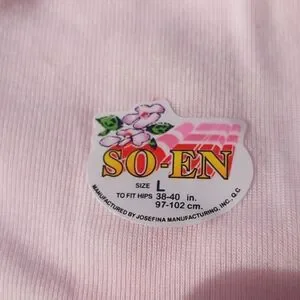 SO-EN
SIZE L
TO FIT HIPS 38-40 in.
97-102 cm.
MANUFACTURED BY JOSEFINA MANUFACTURING, INC., Q.C